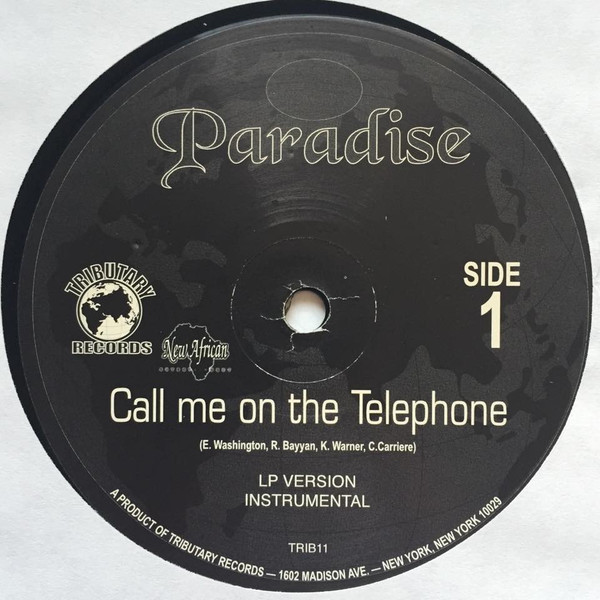 Paradise
SIDE
1
TRIBUTARY
RECORDS
New African
Call me on the Telephone
(E. Washington, R. Bayyan, K. Warner, C.Carriere)
LP VERSION
INSTRUMENTAL
TRIB11
A PRODUCT OF TRIBUTARY RECORDS — 1602 MADISON AVE. — NEW YORK, NEW YORK 10029